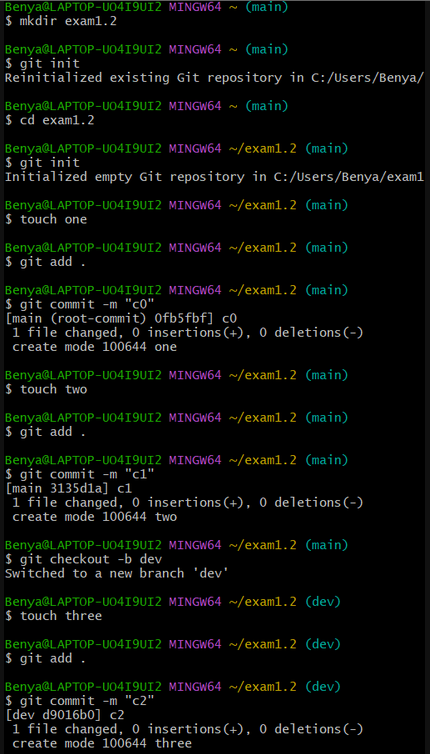 Benya@LAPTOP-UO4I9UI2 MINGW64 ~ (main)
$ mkdir exam1.2
Benya@LAPTOP-UO4I9UI2 MINGW64 ~ (main)
$ git init
Reinitialized existing Git repository in C:/Users/Benya/
Benya@LAPTOP-UO4I9UI2 MINGW64 ~ (main)
$ cd exam1.2
Benya@LAPTOP-UO4I9UI2 MINGW64 ~/exam1.2 (main)
$ git init
Initialized empty Git repository in C:/Users/Benya/exam1
Benya@LAPTOP-UO4I9UI2 MINGW64 ~/exam1.2 (main)
$ touch one
Benya@LAPTOP-UO4I9UI2 MINGW64 ~/exam1.2 (main)
$ git add .
Benya@LAPTOP-UO4I9UI2 MINGW64 ~/exam1.2 (main)
$ git commit -m "c0"
[main (root-commit) 0fb5fbf] c0
1 file changed, 0 insertions(+), 0 deletions(-)
create mode 100644 one
Benya@LAPTOP-UO4I9UI2 MINGW64 ~/exam1.2 (main)
$ touch two
Benya@LAPTOP-UO4I9UI2 MINGW64 ~/exam1.2 (main)
$ git add .
Benya@LAPTOP-UO4I9UI2 MINGW64 ~/exam1.2 (main)
$ git commit -m "c1"
[main 3135d1a] c1
1 file changed, 0 insertions(+), 0 deletions(-)
create mode 100644 two
Benya@LAPTOP-UO4I9UI2 MINGW64 ~/exam1.2 (main)
$ git checkout -b dev
Switched to a new branch 'dev'
Benya@LAPTOP-UO4I9UI2 MINGW64 ~/exam1.2 (dev)
$ touch three
Benya@LAPTOP-UO4I9UI2 MINGW64 ~/exam1.2 (dev)
$ git add .
Benya@LAPTOP-UO4I9UI2 MINGW64 ~/exam1.2 (dev)
$ git commit -m "c2"
[dev d9016b0] c2
1 file changed, 0 insertions(+), 0 deletions(-)
create mode 100644 three